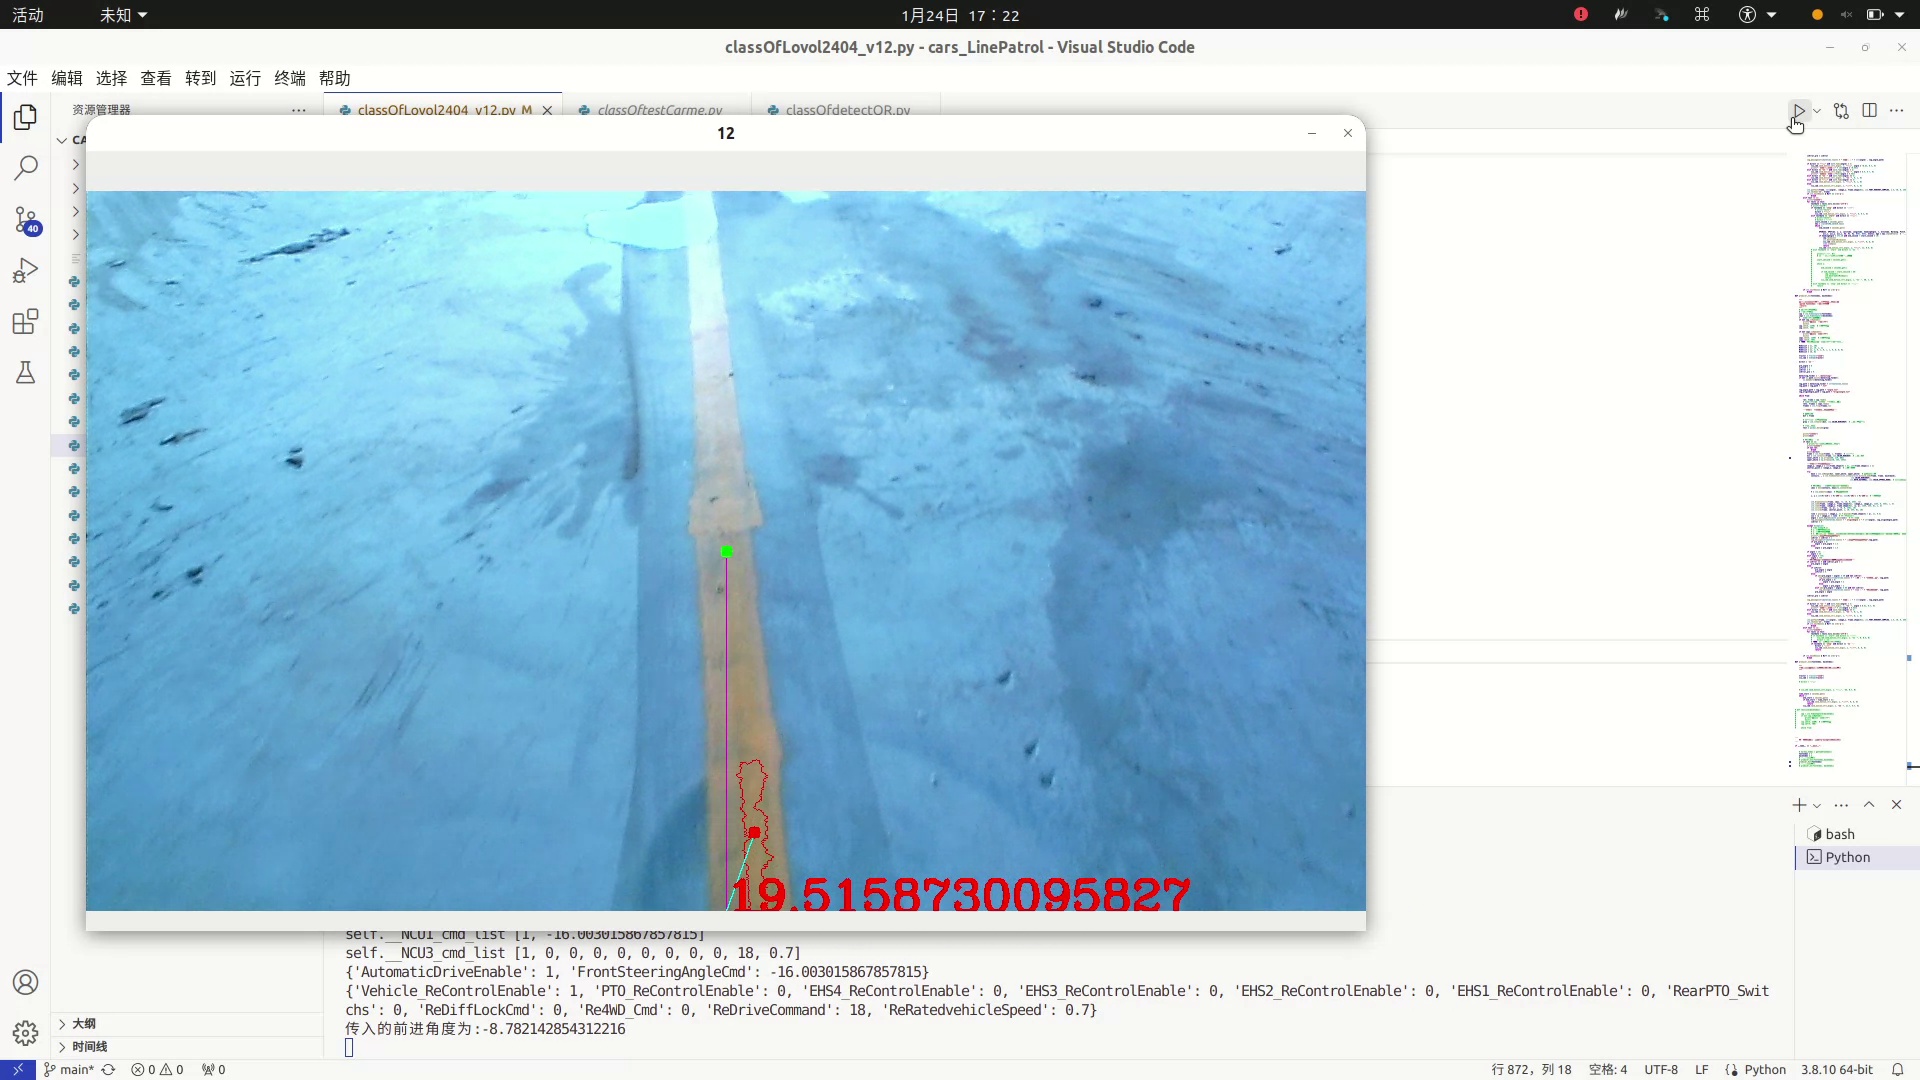 活动
未知
1月24日 17：22
classOfLovol2404_v12.py - cars_LinePatrol - Visual Studio Code
文件 编辑 选择 查看 转到 运行 终端 帮助
资源管理器
classOfLovol2404_v12.py M
classOftestCarme.py
classOfdetectQR.py
CA
12
40
19.5158730095827
bash
Python
self.__NCU1_cmd_list [1, -16.003015867857815]
self.__NCU3_cmd_list [1, 0, 0, 0, 0, 0, 0, 0, 0, 18, 0.7]
{'AutomaticDriveEnable': 1, 'FrontSteeringAngleCmd': -16.003015867857815}
{'Vehicle_ReControlEnable': 1, 'PTO_ReControlEnable': 0, 'EHS4_ReControlEnable': 0, 'EHS3_ReControlEnable': 0, 'EHS2_ReControlEnable': 0, 'EHS1_ReControlEnable': 0, 'RearPTO_Swit
chs': 0, 'ReDiffLockCmd': 0, 'Re4WD_Cmd': 0, 'ReDriveCommand': 18, 'ReRatedvehicleSpeed': 0.7}
传入的前进角度为:-8.782142854312216
大纲
时间线
main*
0 0
0
行 872，列 18
空格: 4
UTF-8
LF
Python
3.8.10 64-bit